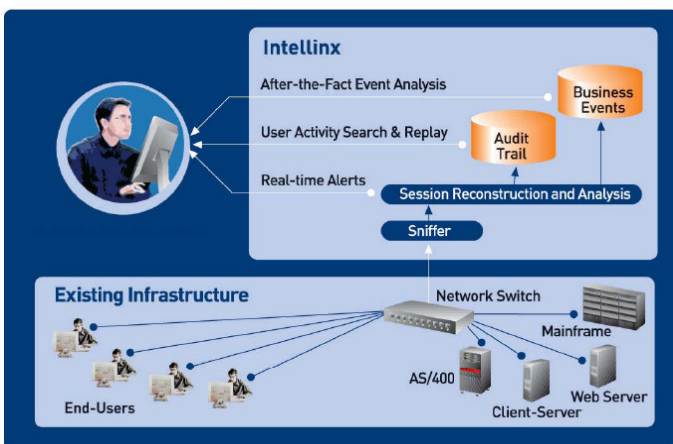 Intellinx
After-the-Fact Event Analysis
Business
Events
User Activity Search & Replay
Audit
Trail
Real-time Alerts
Session Reconstruction and Analysis
Sniffer
Existing Infrastructure
Network Switch
Mainframe
AS/400
Web Server
Client-Server
End-Users